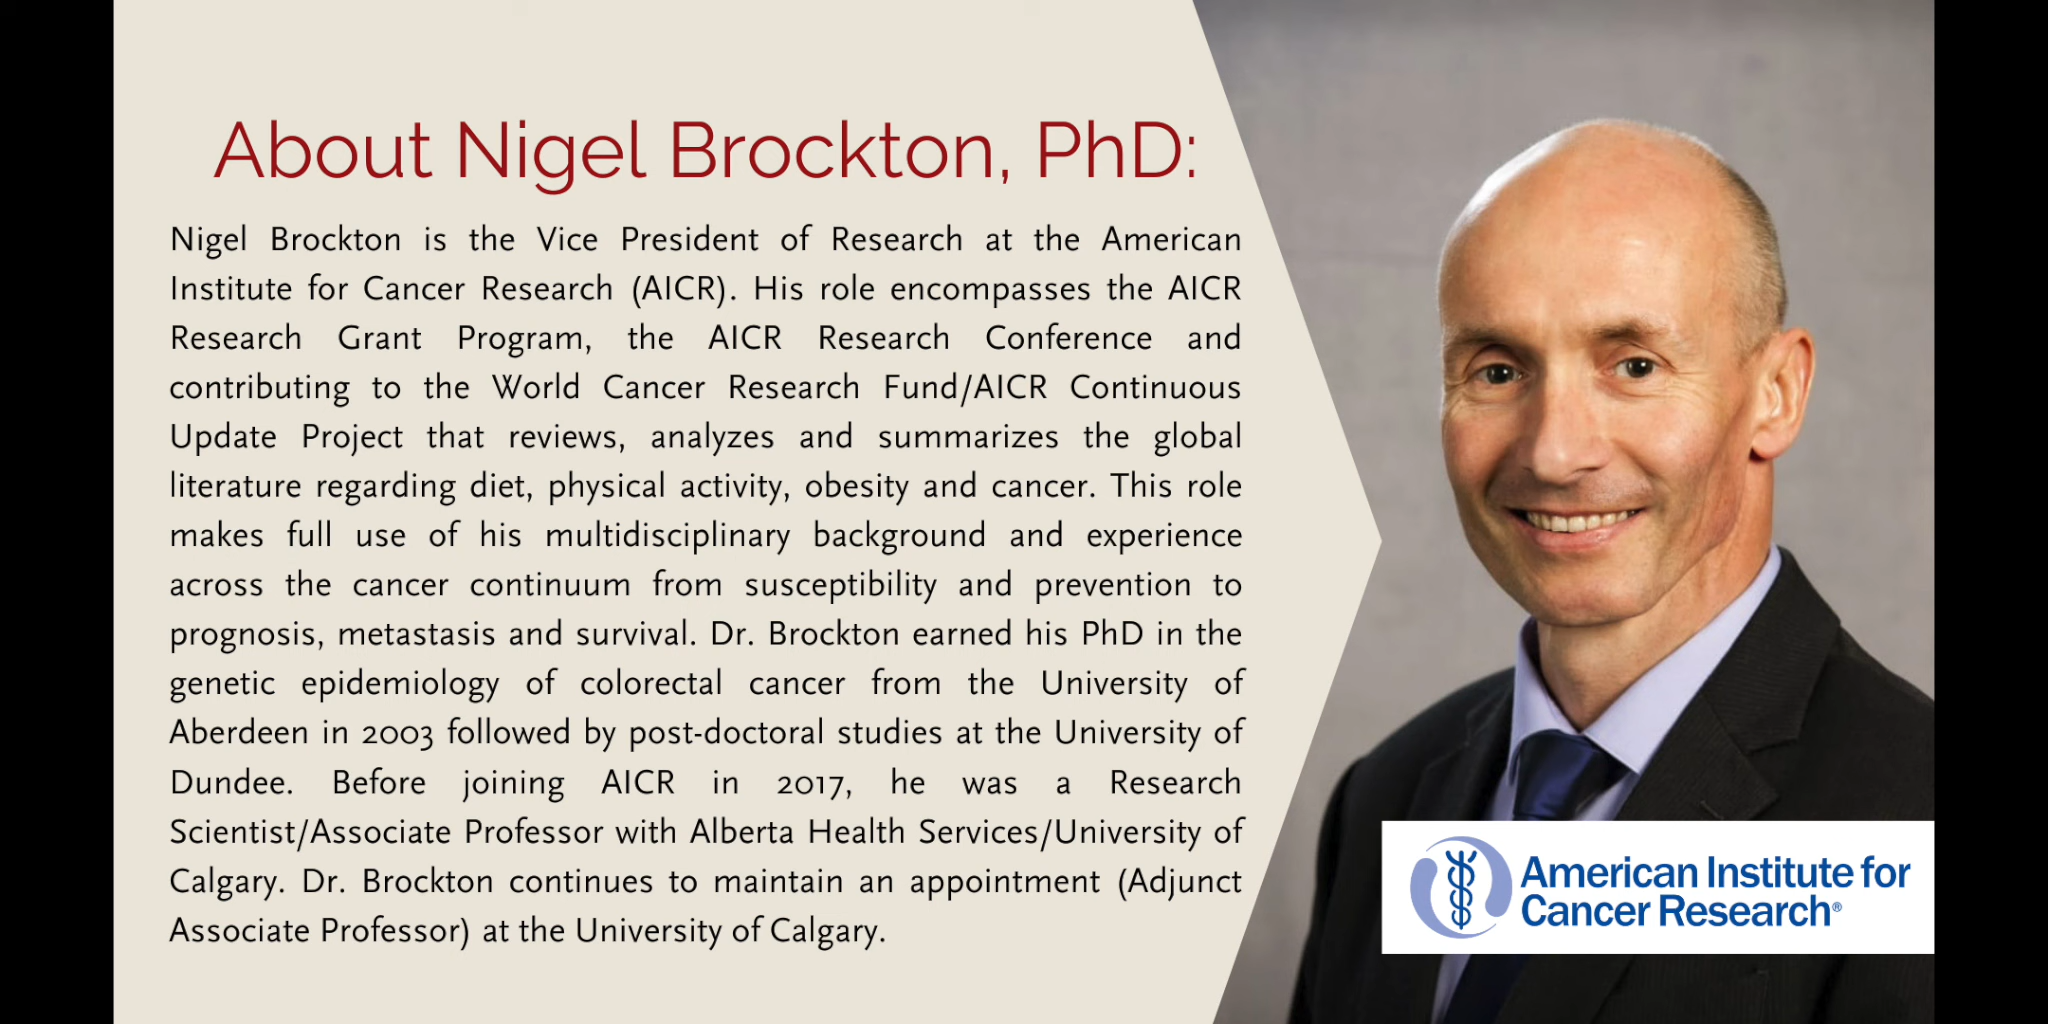 About Nigel Brockton, PhD:
Nigel Brockton is the Vice President of Research at the American
Institute for Cancer Research (AICR). His role encompasses the AICR
Research Grant Program, the AICR Research Conference and
contributing to the World Cancer Research Fund/AICR Continuous
Update Project that reviews, analyzes and summarizes the global
literature regarding diet, physical activity, obesity and cancer. This role
makes full use of his multidisciplinary background and experience
across the cancer continuum from susceptibility and prevention to
prognosis, metastasis and survival. Dr. Brockton earned his PhD in the
genetic epidemiology of colorectal cancer from the University of
Aberdeen in 2003 followed by post-doctoral studies at the University of
Dundee. Before joining AICR in 2017, he was a Research
Scientist/Associate Professor with Alberta Health Services/University of
Calgary. Dr. Brockton continues to maintain an appointment (Adjunct
Associate Professor) at the University of Calgary.
American Institute for
Cancer Research®